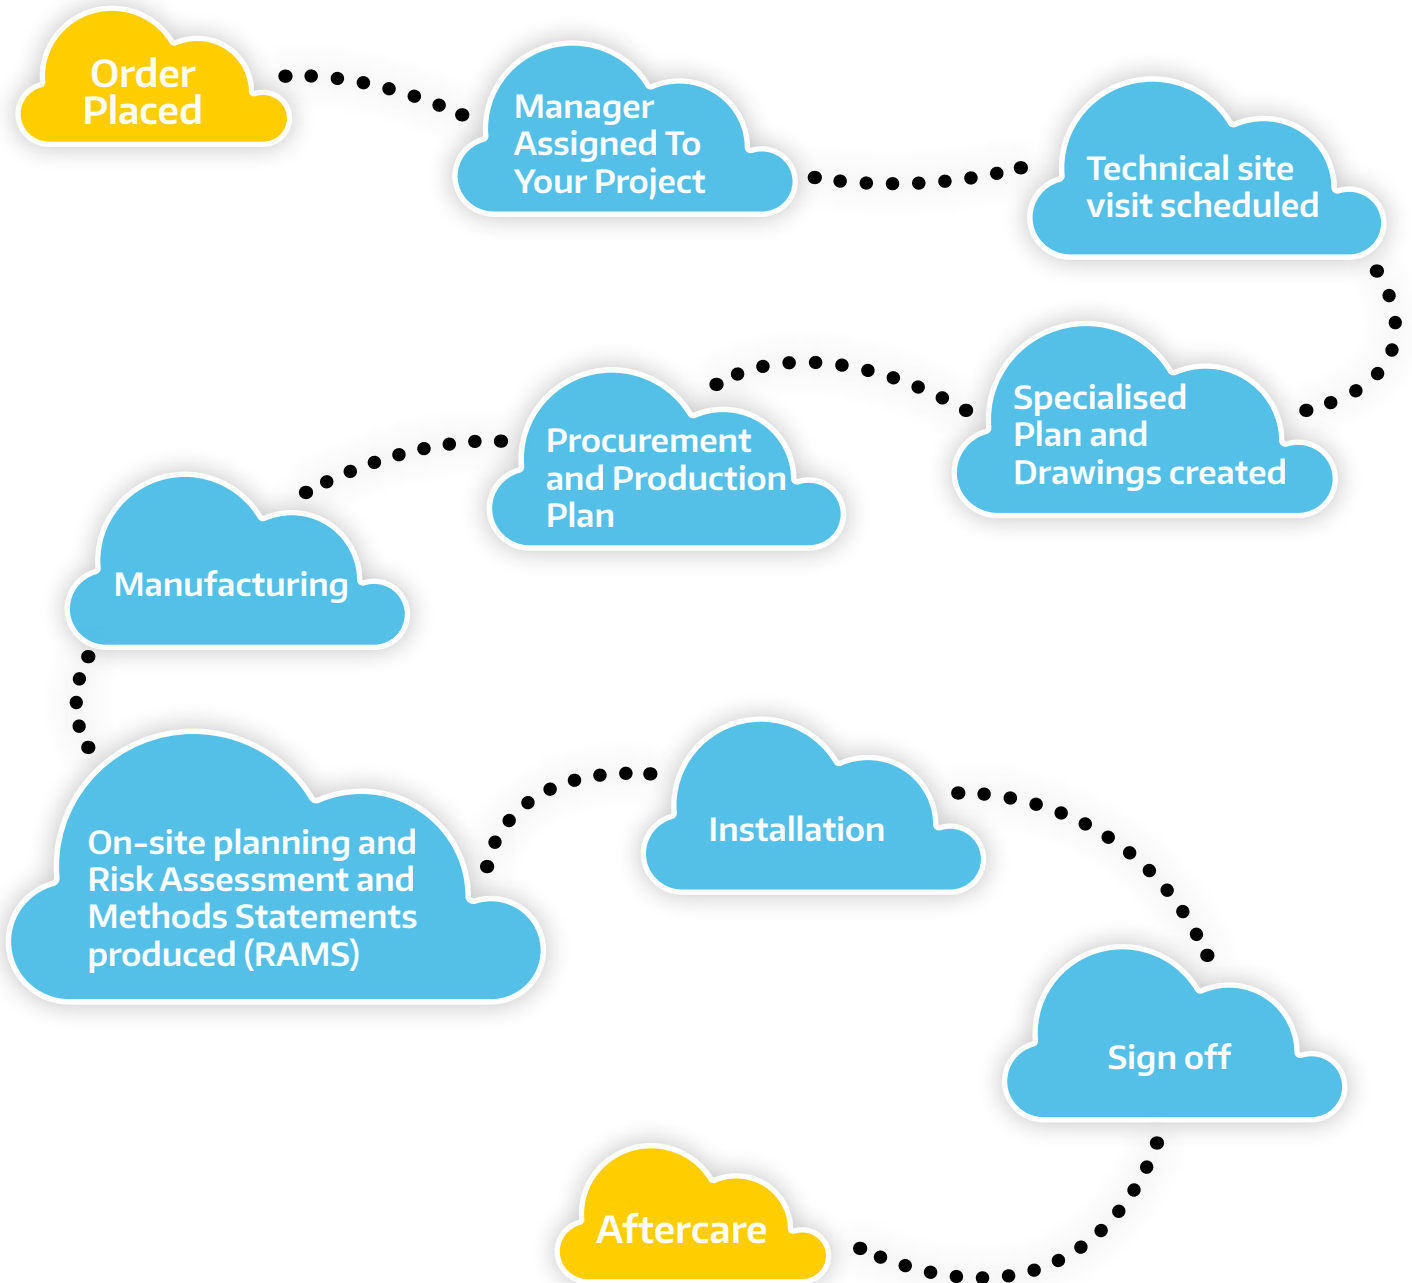 Order
Placed
Manager
Assigned To
Your Project
Technical site
visit scheduled
Specialised
Plan and
Drawings created
Procurement
and Production
Plan
Manufacturing
On-site planning and
Risk Assessment and
Methods Statements
produced (RAMS)
Installation
Sign off
Aftercare